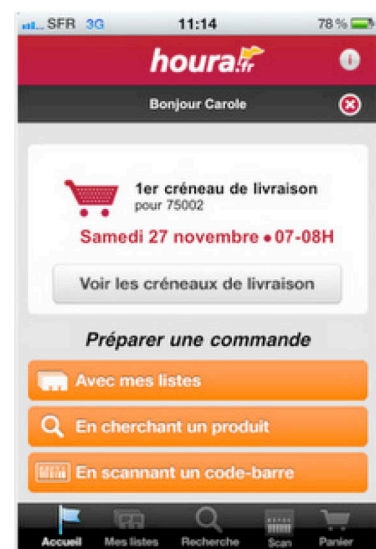 SFR 3G 11:14 78 %
houra.fr
i
Bonjour Carole
1er créneau de livraison
pour 75002
Samedi 27 novembre • 07-08H
Voir les créneaux de livraison
Préparer une commande
Avec mes listes
En cherchant un produit
En scannant un code-barre
Accueil Mes listes Recherche Scan Panier